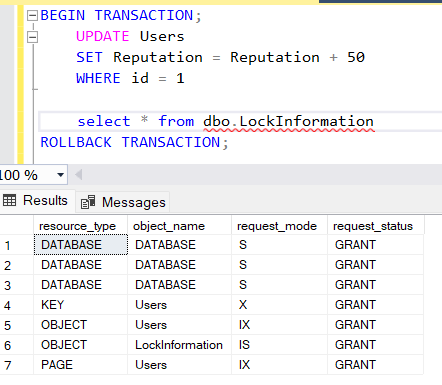 BEGIN TRANSACTION;
UPDATE Users
SET Reputation = Reputation + 50
WHERE id = 1
select * from dbo.LockInformation
ROLLBACK TRANSACTION;
100 %
Results Messages
resource_type object_name request_mode request_status
1 DATABASE DATABASE S GRANT
2 DATABASE DATABASE S GRANT
3 DATABASE DATABASE S GRANT
4 KEY Users X GRANT
5 OBJECT Users IX GRANT
6 OBJECT LockInformation IS GRANT
7 PAGE Users IX GRANT